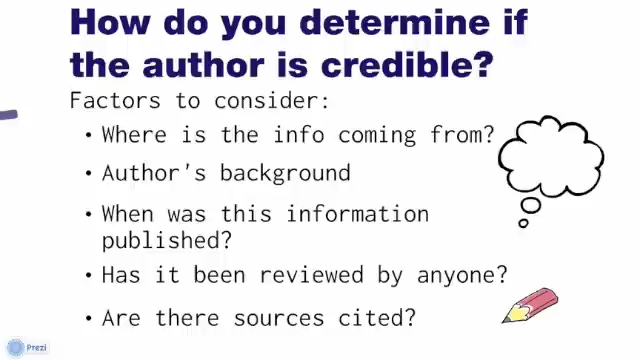 How do you determine if
the author is credible?
Factors to consider:
• Where is the info coming from?
• Author's background
• When was this information
published?
• Has it been reviewed by anyone?
• Are there sources cited?
Prezi